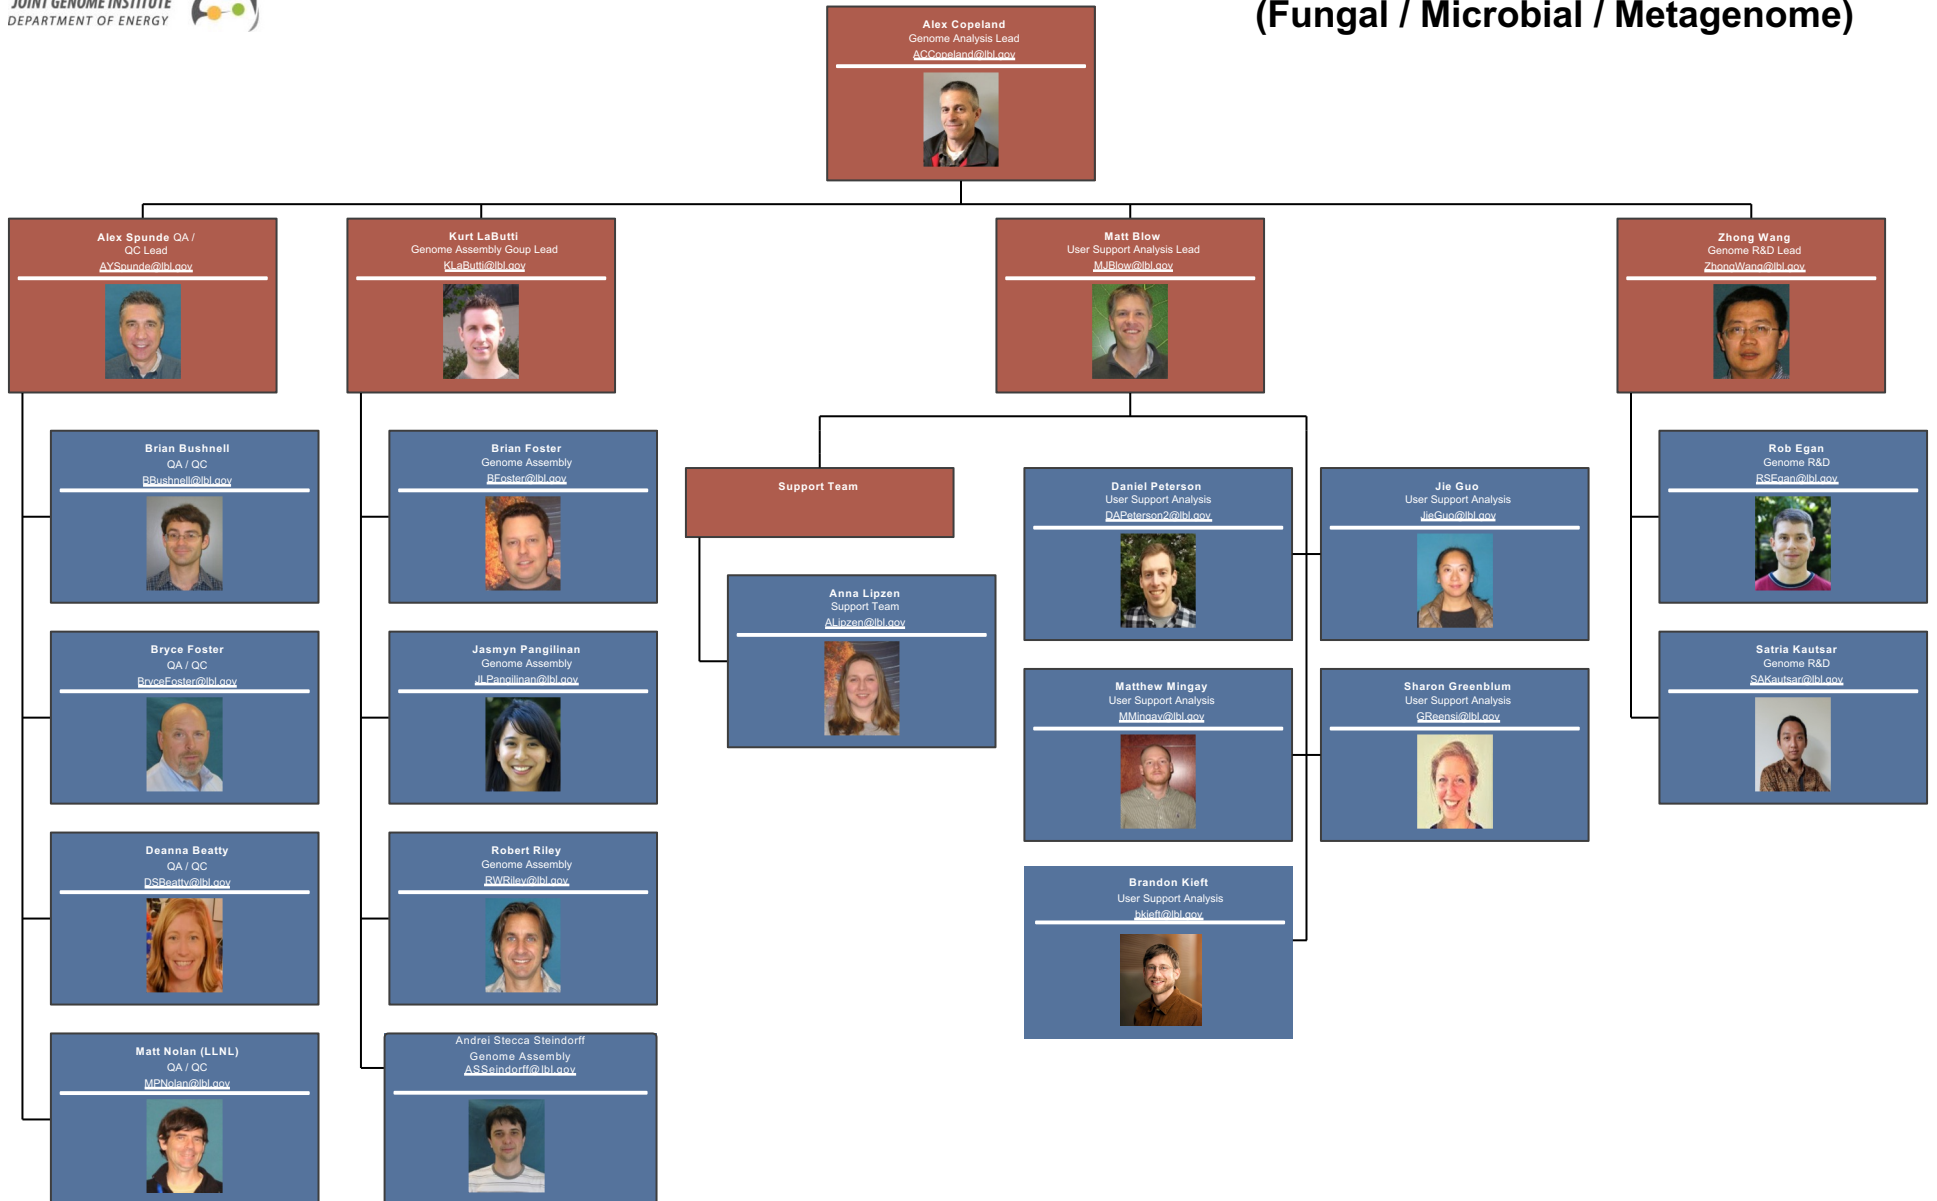 JOINT GENOME INSTITUTE
DEPARTMENT OF ENERGY
(Fungal / Microbial / Metagenome)
Alex Copeland
Genome Analysis Lead
ACCopeland@lbl.gov
Alex Spunde QA /
QC Lead
AYSpunde@lbl.gov
Kurt LaButti
Genome Assembly Goup Lead
KLaButti@lbl.gov
Matt Blow
User Support Analysis Lead
MJBlow@lbl.gov
Zhong Wang
Genome R&D Lead
ZhongWang@lbl.gov
Brian Bushnell
QA / QC
BBushnell@lbl.gov
Brian Foster
Genome Assembly
BFoster@lbl.gov
Support Team
Daniel Peterson
User Support Analysis
DAPeterson2@lbl.gov
Jie Guo
User Support Analysis
JieGuo@lbl.gov
Rob Egan
Genome R&D
RSEgan@lbl.gov
Anna Lipzen
Support Team
ALipzen@lbl.gov
Bryce Foster
QA / QC
BryceFoster@lbl.gov
Jasmyn Pangilinan
Genome Assembly
JLPangilinan@lbl.gov
Matthew Mingay
User Support Analysis
MMingay@lbl.gov
Sharon Greenblum
User Support Analysis
GReensi@lbl.gov
Satria Kautsar
Genome R&D
SAKautsar@lbl.gov
Deanna Beatty
QA / QC
DSBeatty@lbl.gov
Robert Riley
Genome Assembly
RWRiley@lbl.gov
Brandon Kieft
User Support Analysis
bkieft@lbl.gov
Matt Nolan (LLNL)
QA / QC
MPNolan@lbl.gov
Andrei Stecca Steindorff
Genome Assembly
ASSeindorff@lbl.gov